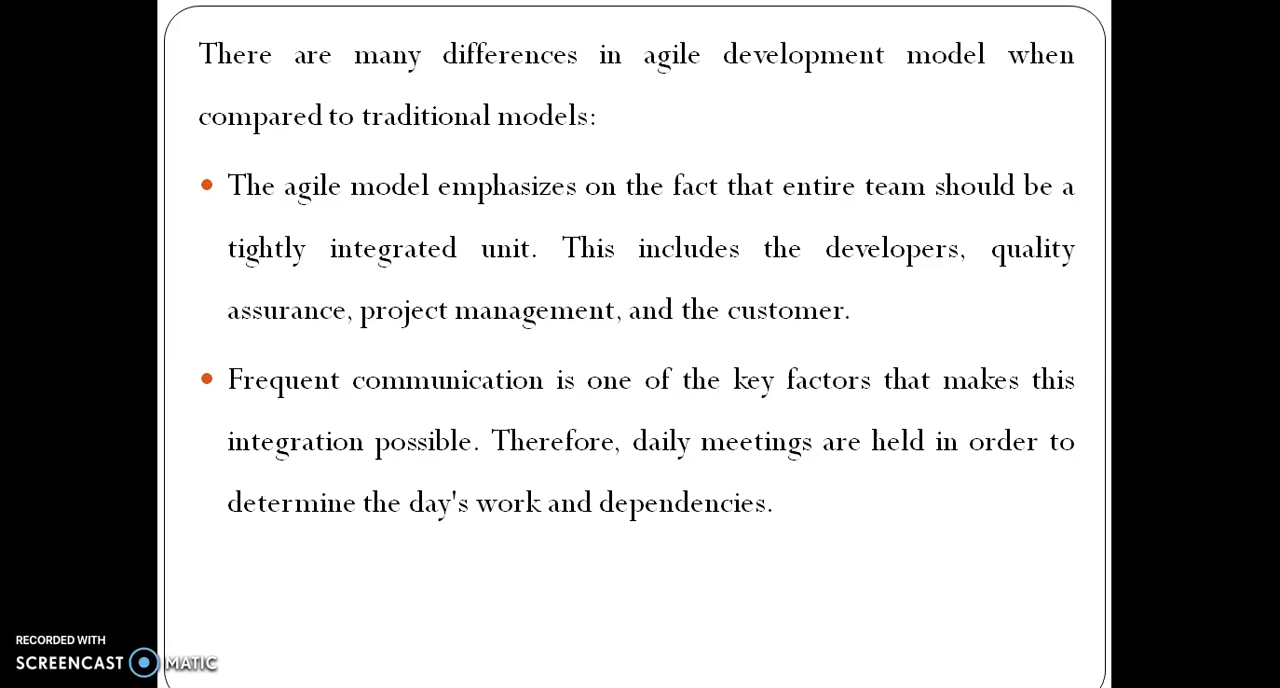 There are many differences in agile development model when
compared to traditional models:
• The agile model emphasizes on the fact that entire team should be a
tightly integrated unit. This includes the developers, quality
assurance, project management, and the customer.
• Frequent communication is one of the key factors that makes this
integration possible. Therefore, daily meetings are held in order to
determine the day's work and dependencies.
RECORDED WITH
SCREENCAST MATIC